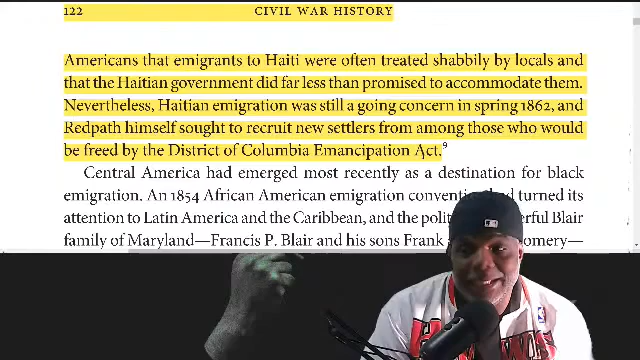 122 CIVIL WAR HISTORY
Americans that emigrants to Haiti were often treated shabbily by locals and
that the Haitian government did far less than promised to accommodate them.
Nevertheless, Haitian emigration was still a going concern in spring 1862, and
Redpath himself sought to recruit new settlers from among those who would
be freed by the District of Columbia Emancipation Act.9
Central America had emerged most recently as a destination for black
emigration. An 1854 African American emigration turned its
attention to Latin America and the Caribbean, and the Blair
family of Maryland—Francis P. Blair and his sons Frank